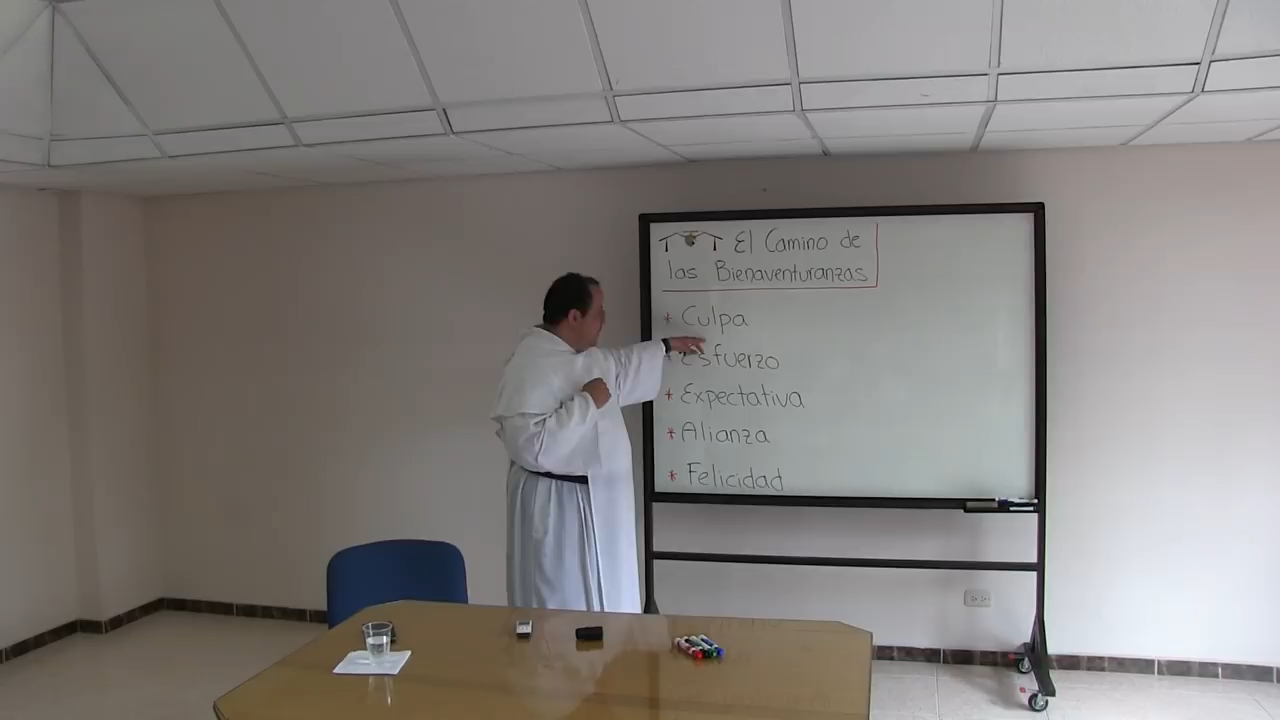 El Camino de
las Bienaventuranzas
* Culpa
* Esfuerzo
* Expectativa
* Alianza
* Felicidad